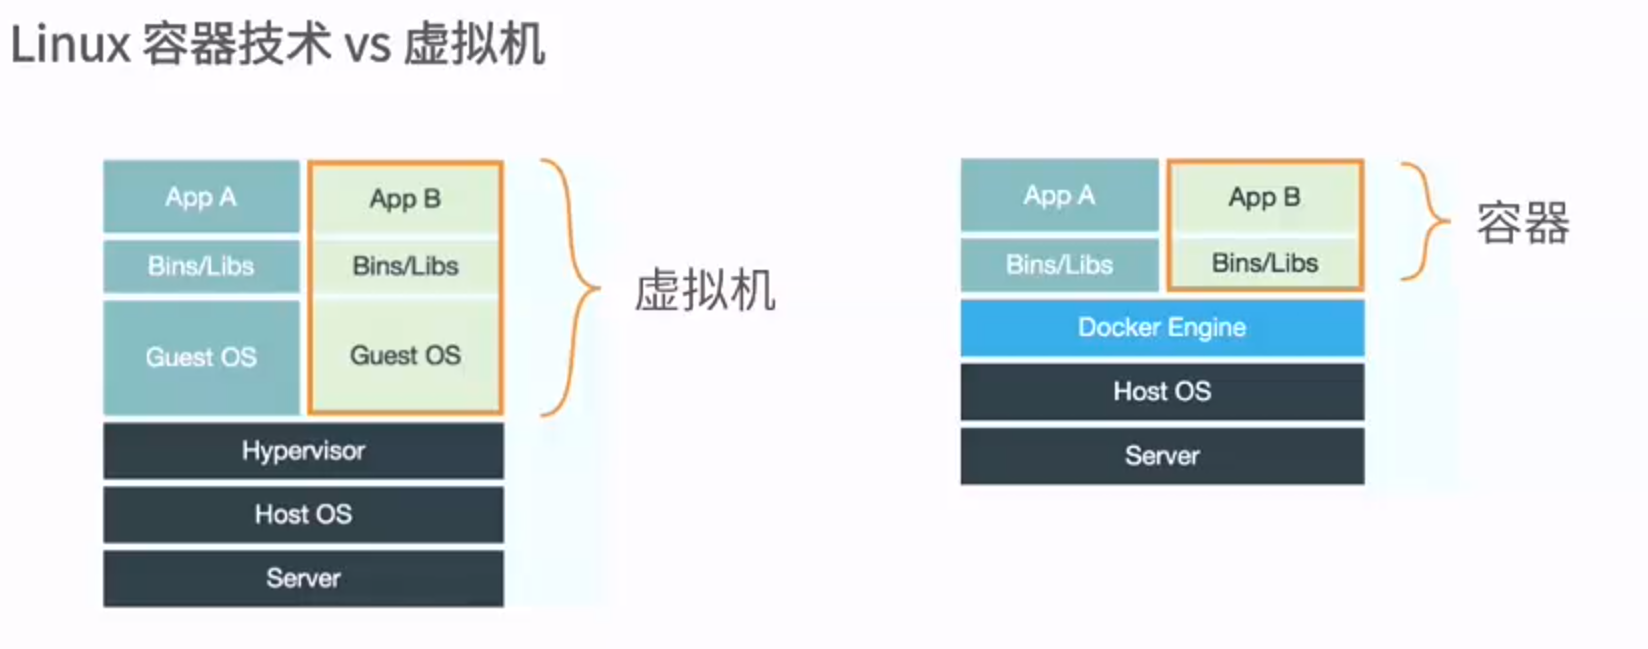 Linux 容器技术 vs 虚拟机
App A
App B
Bins/Libs
Bins/Libs
Guest OS
Guest OS
Hypervisor
Host OS
Server
虚拟机
App A
App B
Bins/Libs
Bins/Libs
Docker Engine
Host OS
Server
容器